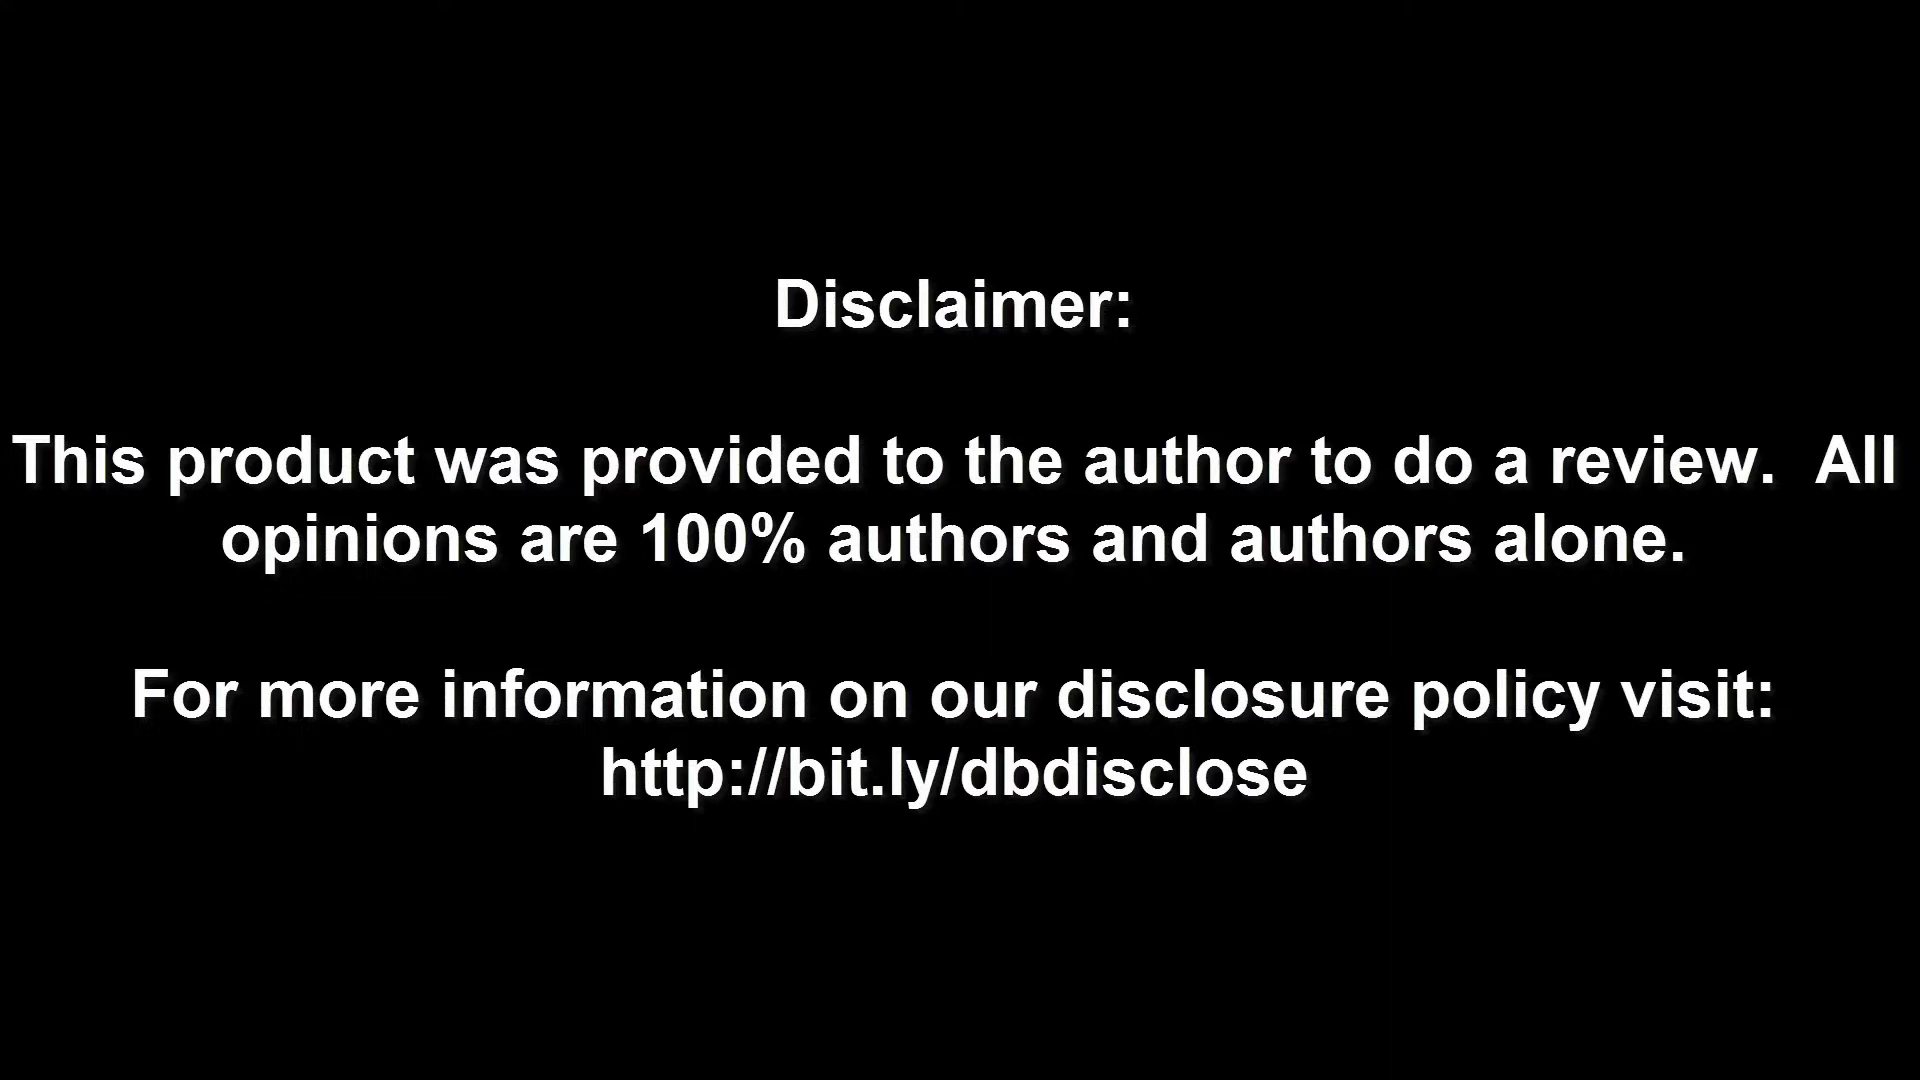 Disclaimer:
This product was provided to the author to do a review.  All
opinions are 100% authors and authors alone.
For more information on our disclosure policy visit:
http://bit.ly/dbdisclose